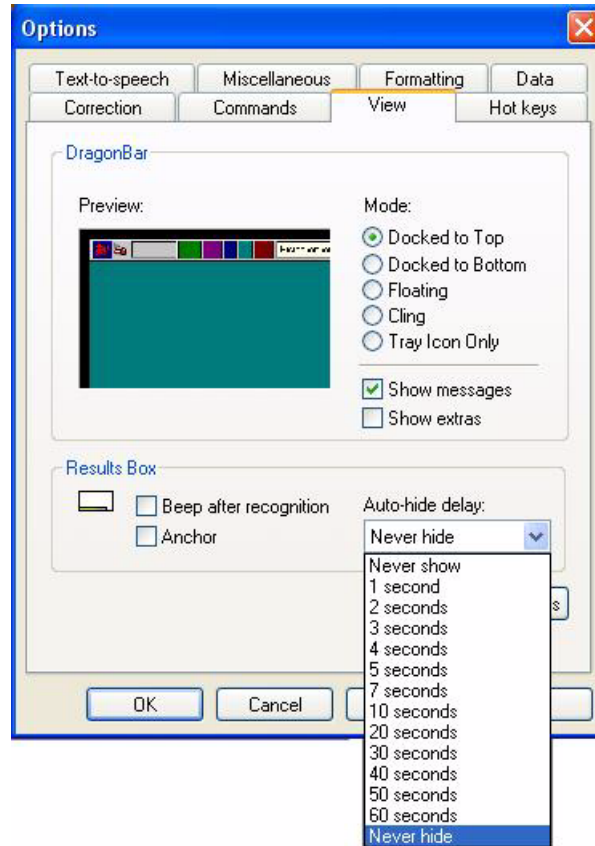 Options
Text-to-speech Miscellaneous Formatting Data
Correction Commands View Hot keys
DragonBar
Preview:
Mode:
Docked to Top
Docked to Bottom
Floating
Cling
Tray Icon Only
Show messages
Show extras
Results Box
Beep after recognition
Anchor
Auto-hide delay:
Never hide
Never show
1 second
2 seconds
3 seconds
4 seconds
5 seconds
7 seconds
10 seconds
20 seconds
30 seconds
40 seconds
50 seconds
60 seconds
Never hide
s
OK Cancel